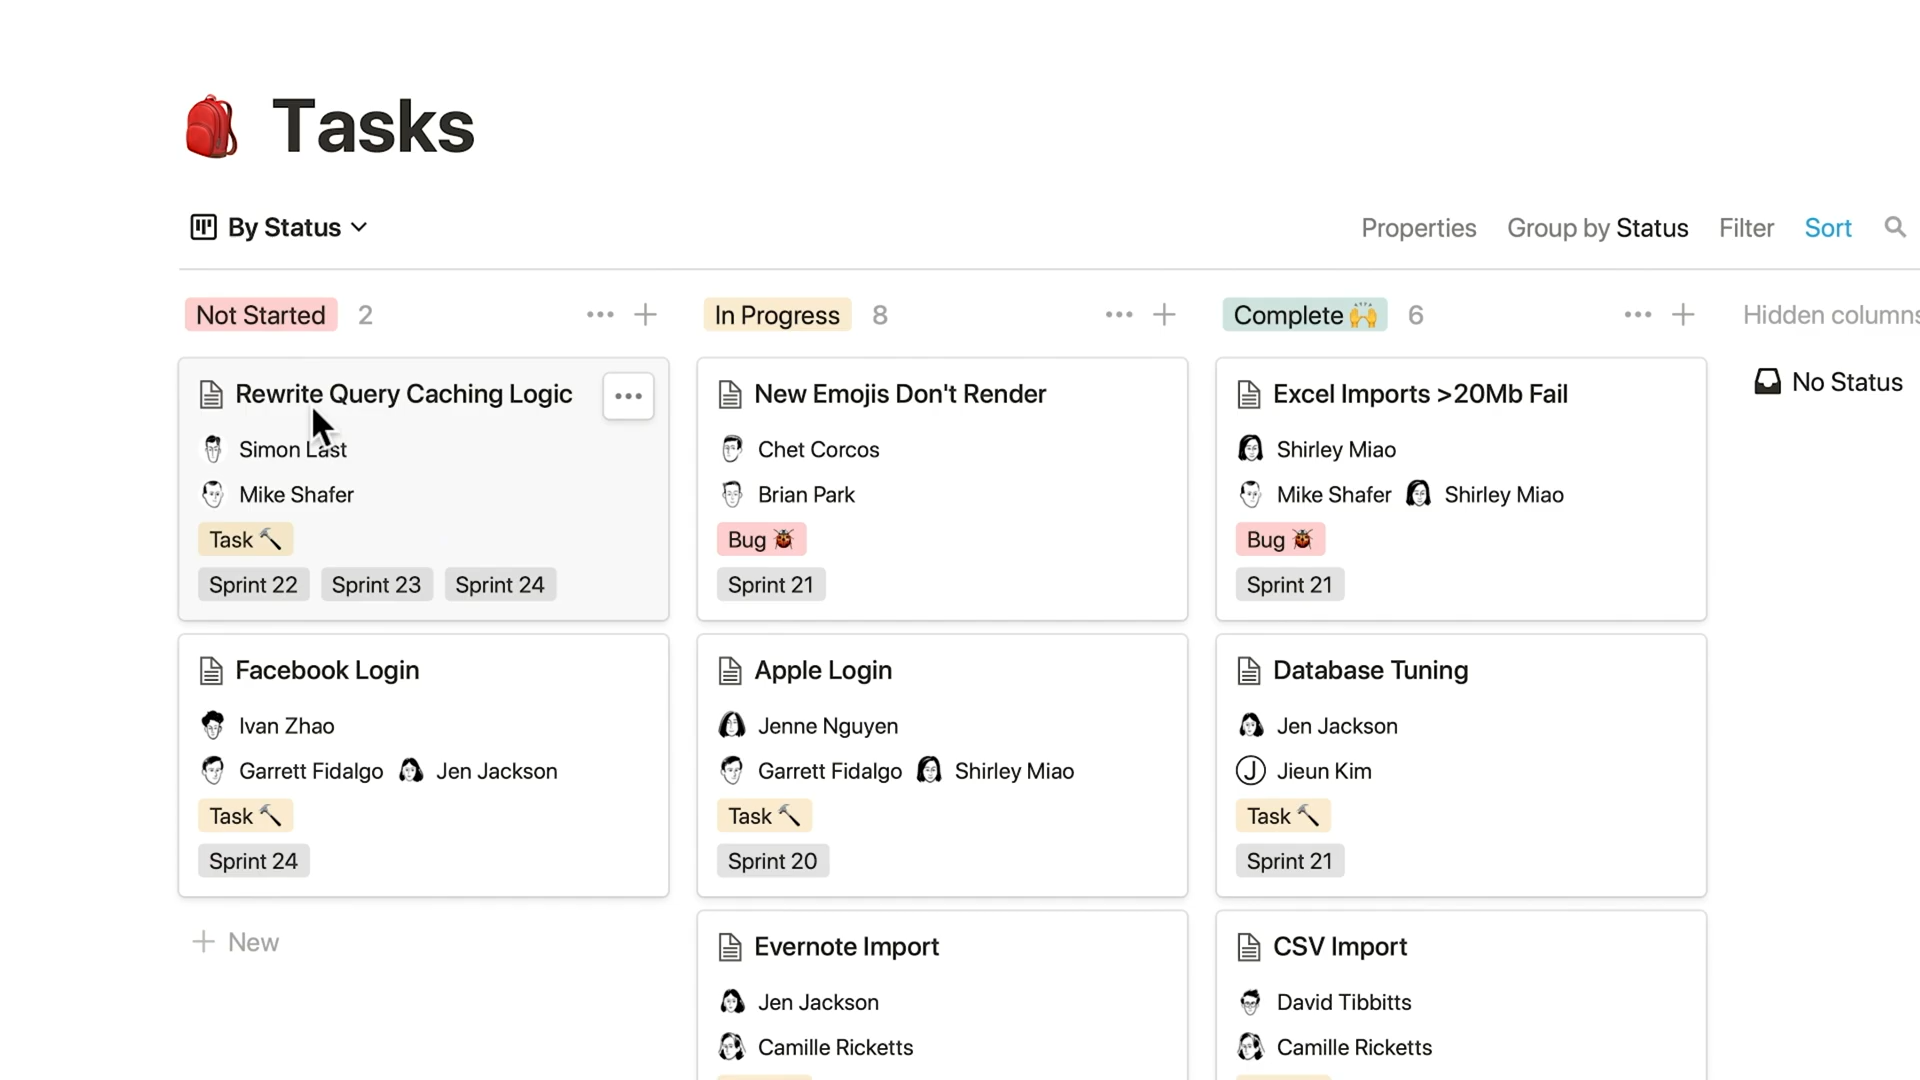 Tasks
By Status
Properties Group by Status Filter Sort
Not Started 2
Rewrite Query Caching Logic
Simon Last
Mike Shafer
Task 🔨
Sprint 22 Sprint 23 Sprint 24
Facebook Login
Ivan Zhao
Garrett Fidalgo Jen Jackson
Task 🔨
Sprint 24
+ New
In Progress 8
New Emojis Don't Render
Chet Corcos
Brian Park
Bug 🐞
Sprint 21
Apple Login
Jenne Nguyen
Garrett Fidalgo Shirley Miao
Task 🔨
Sprint 20
Evernote Import
Jen Jackson
Camille Ricketts
Complete 🙌 6
Excel Imports >20Mb Fail
Shirley Miao
Mike Shafer Shirley Miao
Bug 🐞
Sprint 21
Database Tuning
Jen Jackson
J Jieun Kim
Task 🔨
Sprint 21
CSV Import
David Tibbitts
Camille Ricketts
Hidden columns
No Status